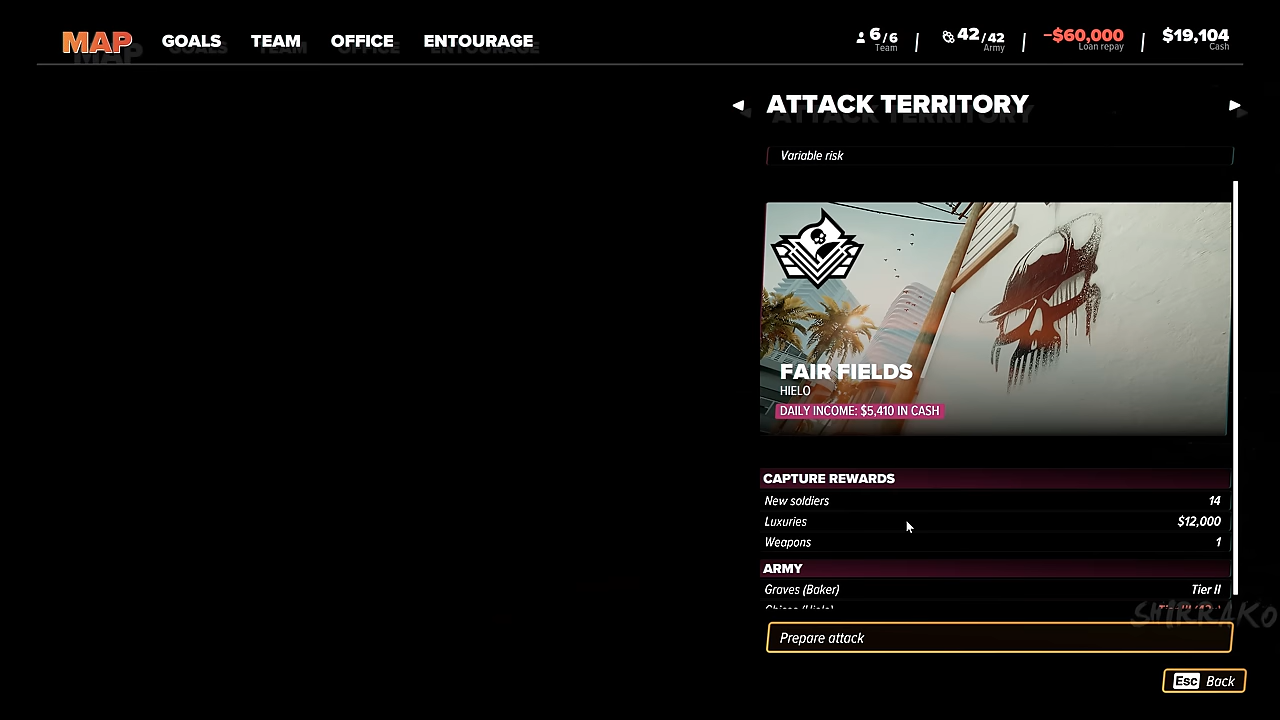 MAP GOALS TEAM OFFICE ENTOURAGE 6/6 Team 42/42 Army -$60,000 Loan repay $19,104 Cash
ATTACK TERRITORY
Variable risk
FAIR FIELDS
HIELO
DAILY INCOME: $5,410 IN CASH
CAPTURE REWARDS
New soldiers 14
Luxuries $12,000
Weapons 1
ARMY
Graves (Baker) Tier II
SHIRRAKO
Prepare attack
Esc Back